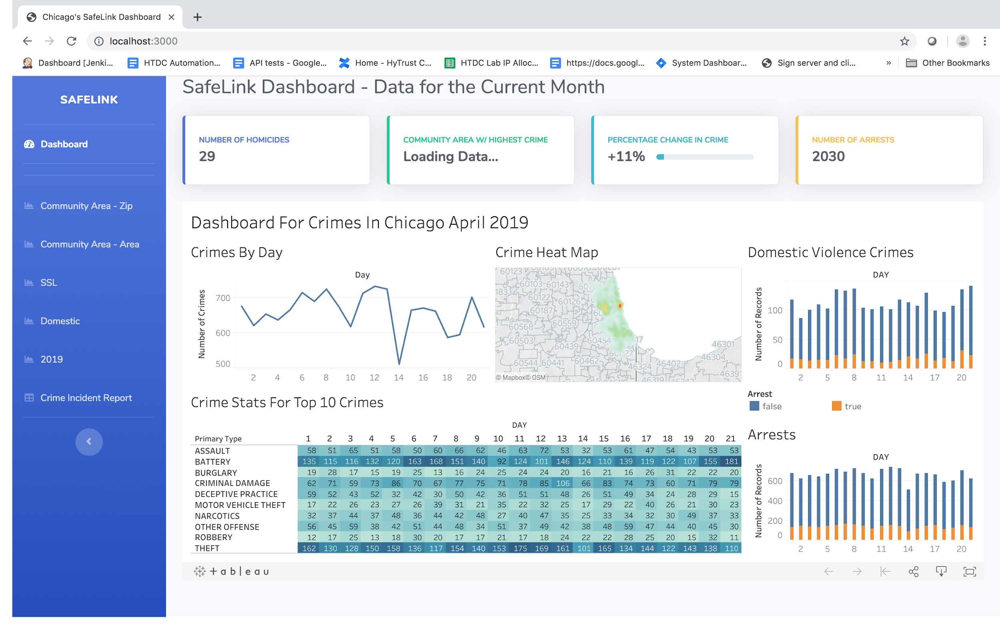 Chicago's SafeLink Dashboard
localhost:3000
Dashboard [Jenki... HTDC Automation... API tests - Google... Home - HyTrust C... HTDC Lab IP Alloc... https://docs.googl... System Dashboar... Sign server and cli... » Other Bookmarks
SAFELINK
Dashboard
Community Area - Zip
Community Area - Area
SSL
Domestic
2019
Crime Incident Report
SafeLink Dashboard - Data for the Current Month
NUMBER OF HOMICIDES
29
COMMUNITY AREA W/ HIGHEST CRIME
Loading Data...
PERCENTAGE CHANGE IN CRIME
+11%
NUMBER OF ARRESTS
2030
Dashboard For Crimes In Chicago April 2019
Crimes By Day
Day
Number of Crimes
700
600
500
2 4 6 8 10 12 14 16 18 20
Crime Heat Map
60123
60103 60143
183
60122 60126
60187
60559
60568
60503 60454 17
60439 46301
46304
60544 60441 60462
46324 46402
© Mapbox© OSM
Domestic Violence Crimes
DAY
Number of Records
100
50
0
2 5 8 11 14 17 20
Arrest
false true
Crime Stats For Top 10 Crimes
DAY
Primary Type 1 2 3 4 5 6 7 8 9 10 11 12 13 14 15 16 17 18 19 20 21
ASSAULT 58 51 65 51 58 50 60 66 62 46 63 72 53 32 53 61 47 54 43 53 53
BATTERY 135 115 116 132 120 163 168 151 140 92 124 101 146 124 110 139 119 122 107 155 181
BURGLARY 19 28 17 15 19 25 13 16 24 25 24 24 20 16 21 16 26 31 22 22 20
CRIMINAL DAMAGE 62 71 59 73 86 70 67 77 75 71 78 85 106 66 83 74 73 60 71 79 79
DECEPTIVE PRACTICE 59 52 43 52 32 42 30 50 42 36 51 51 48 26 51 49 34 24 28 29 15
MOTOR VEHICLE THEFT 17 22 26 23 27 26 39 31 21 35 22 32 25 17 29 22 40 26 21 30 23
NARCOTICS 32 37 44 37 48 36 44 42 48 27 40 47 35 25 33 34 32 30 49 37 33
OTHER OFFENSE 56 45 59 38 42 51 44 48 34 51 37 49 42 38 48 59 47 44 40 45 30
ROBBERY 12 17 25 13 18 30 20 17 17 21 17 18 24 22 22 28 25 20 15 32 11
THEFT 162 130 128 150 158 136 117 154 140 153 175 169 161 101 165 134 144 122 143 138 110
Arrests
DAY
Number of Records
600
400
200
0
2 5 8 11 14 17 20
+ableau